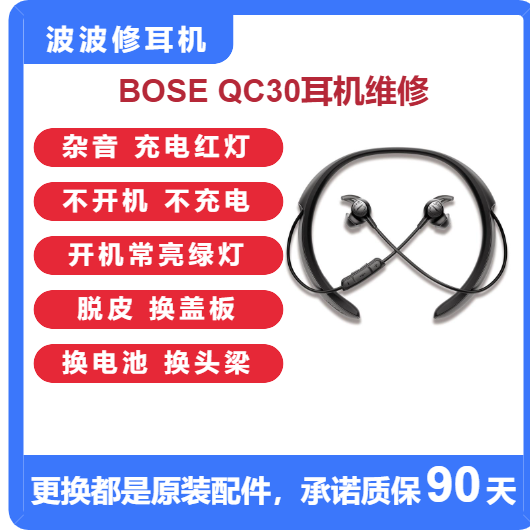 波波修耳机
BOSE QC30耳机维修
杂音 充电红灯
不开机 不充电
开机常亮绿灯
脱皮 换盖板
换电池 换头梁
更换都是原装配件，承诺质保90天